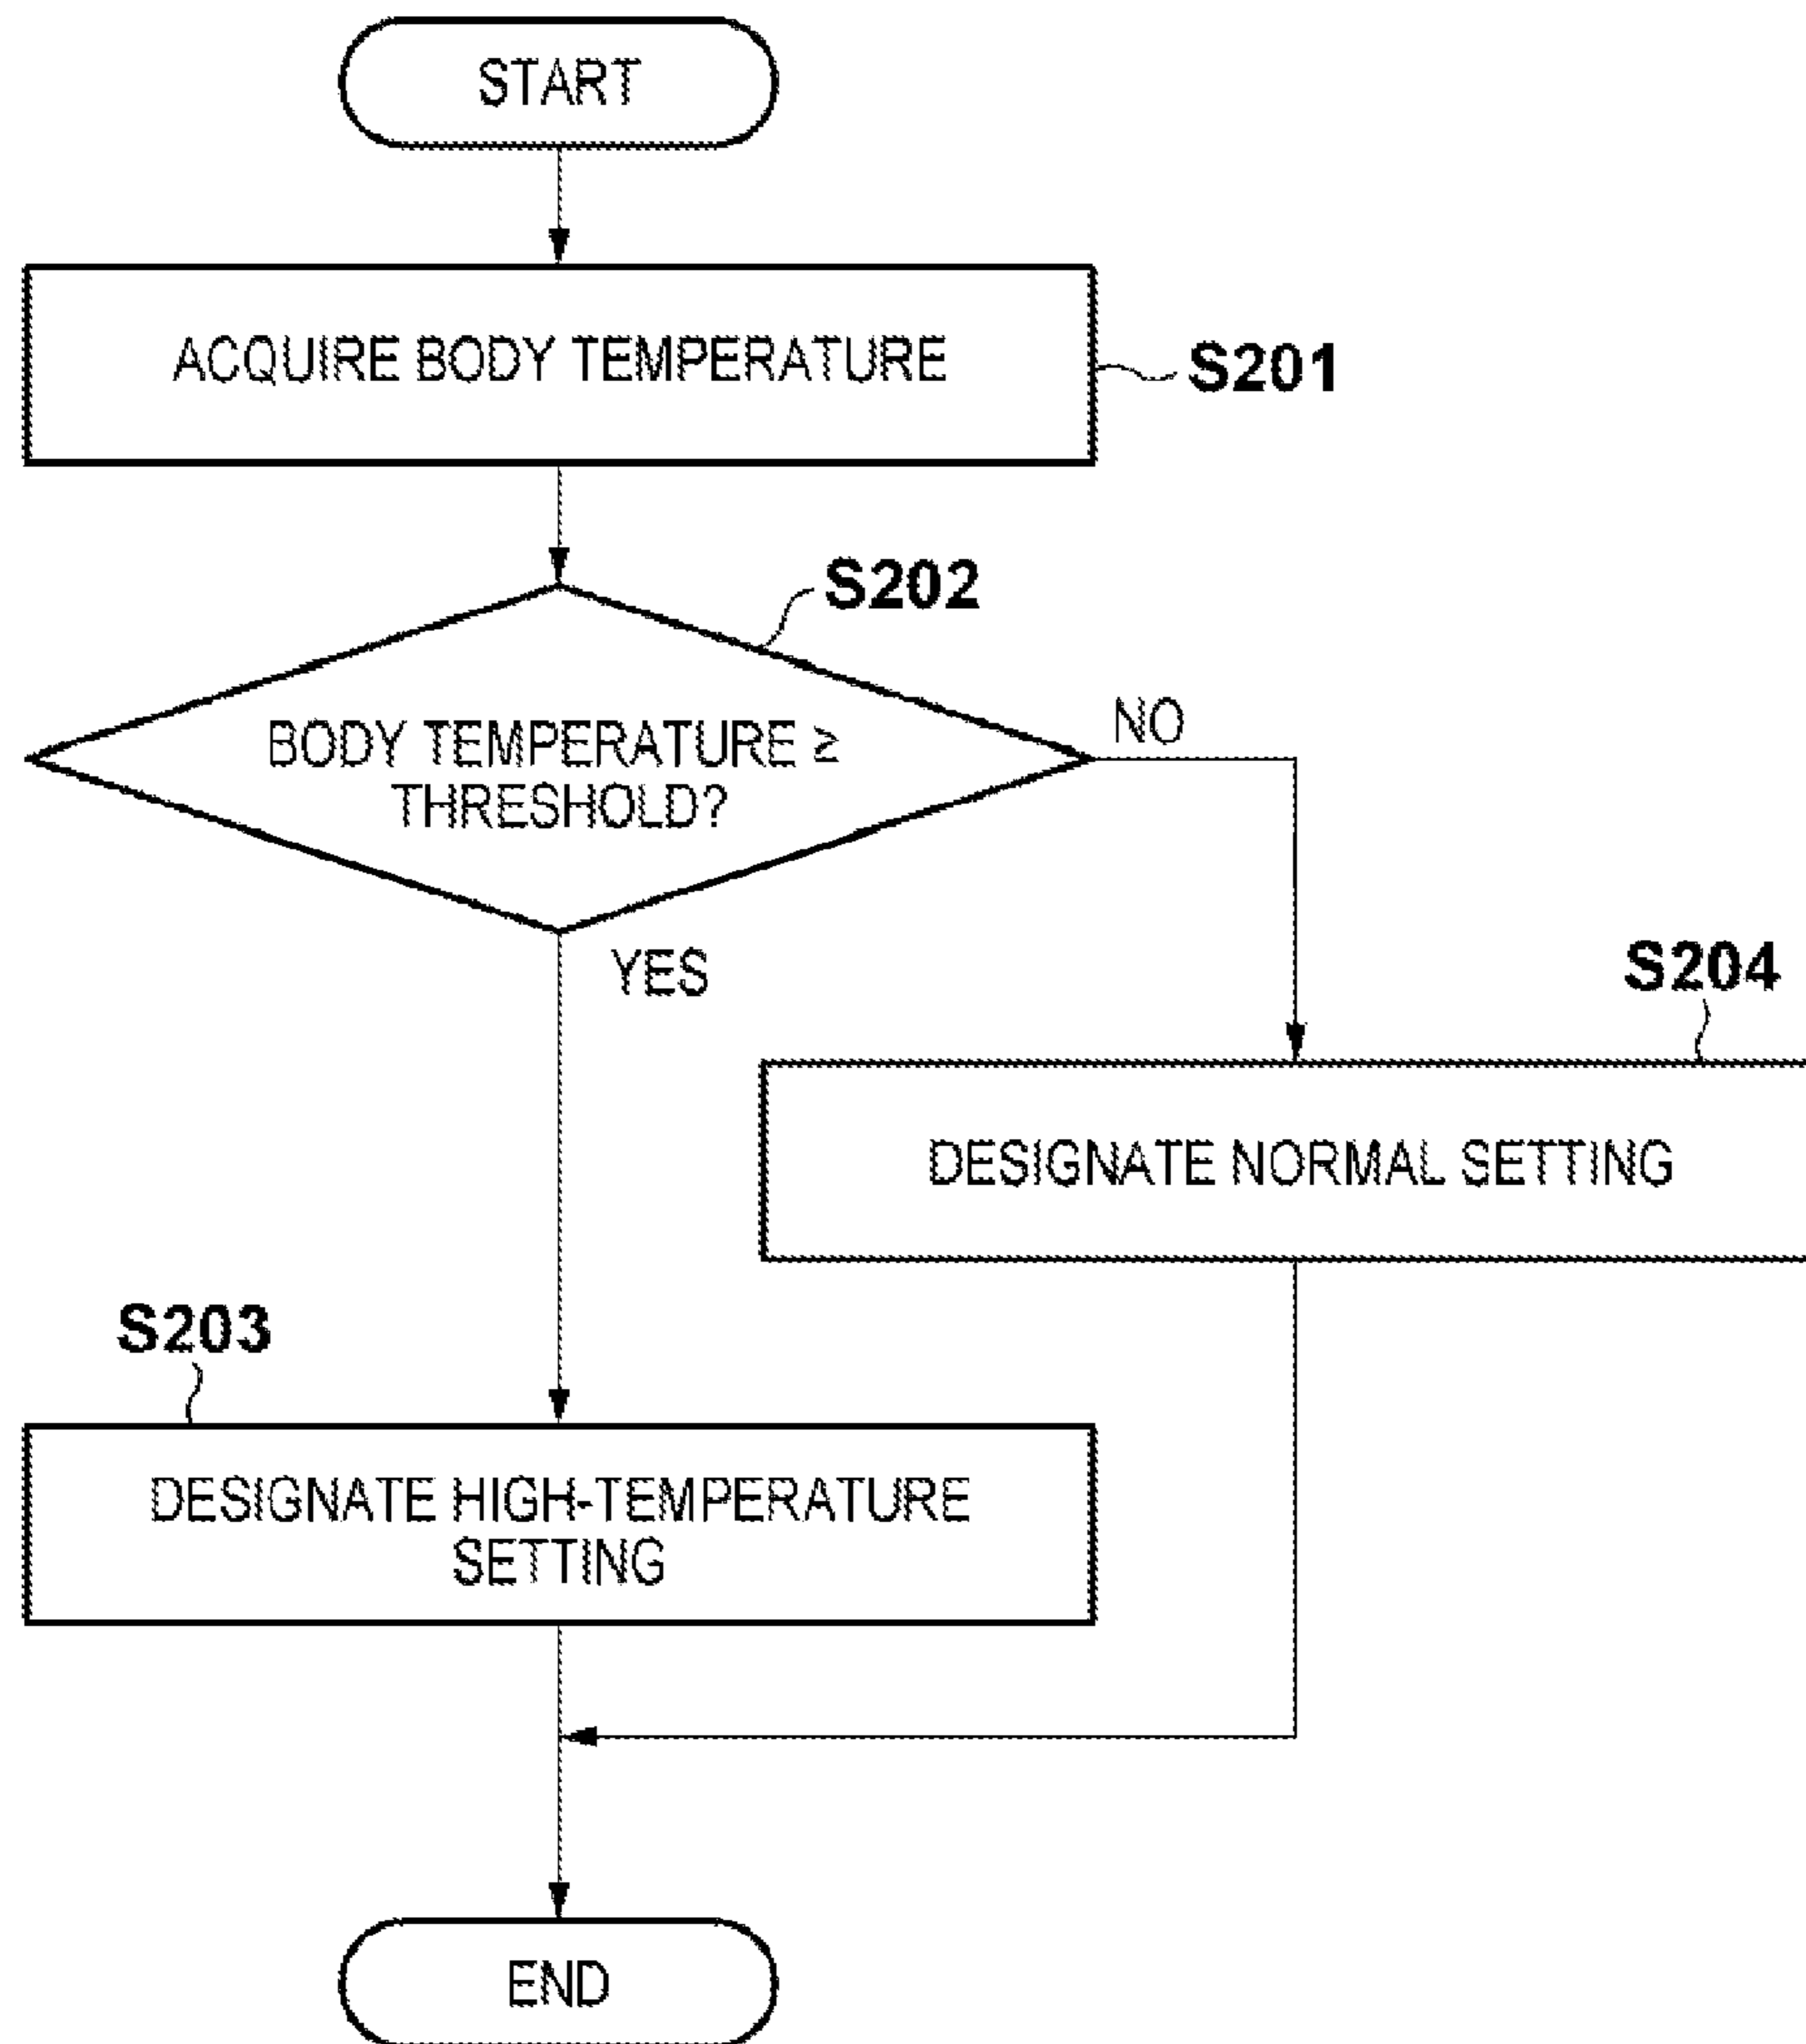 START
ACQUIRE BODY TEMPERATURE
S201
S202
BODY TEMPERATURE ≥
THRESHOLD?
NO
YES
S204
DESIGNATE NORMAL SETTING
S203
DESIGNATE HIGH-TEMPERATURE
SETTING
END